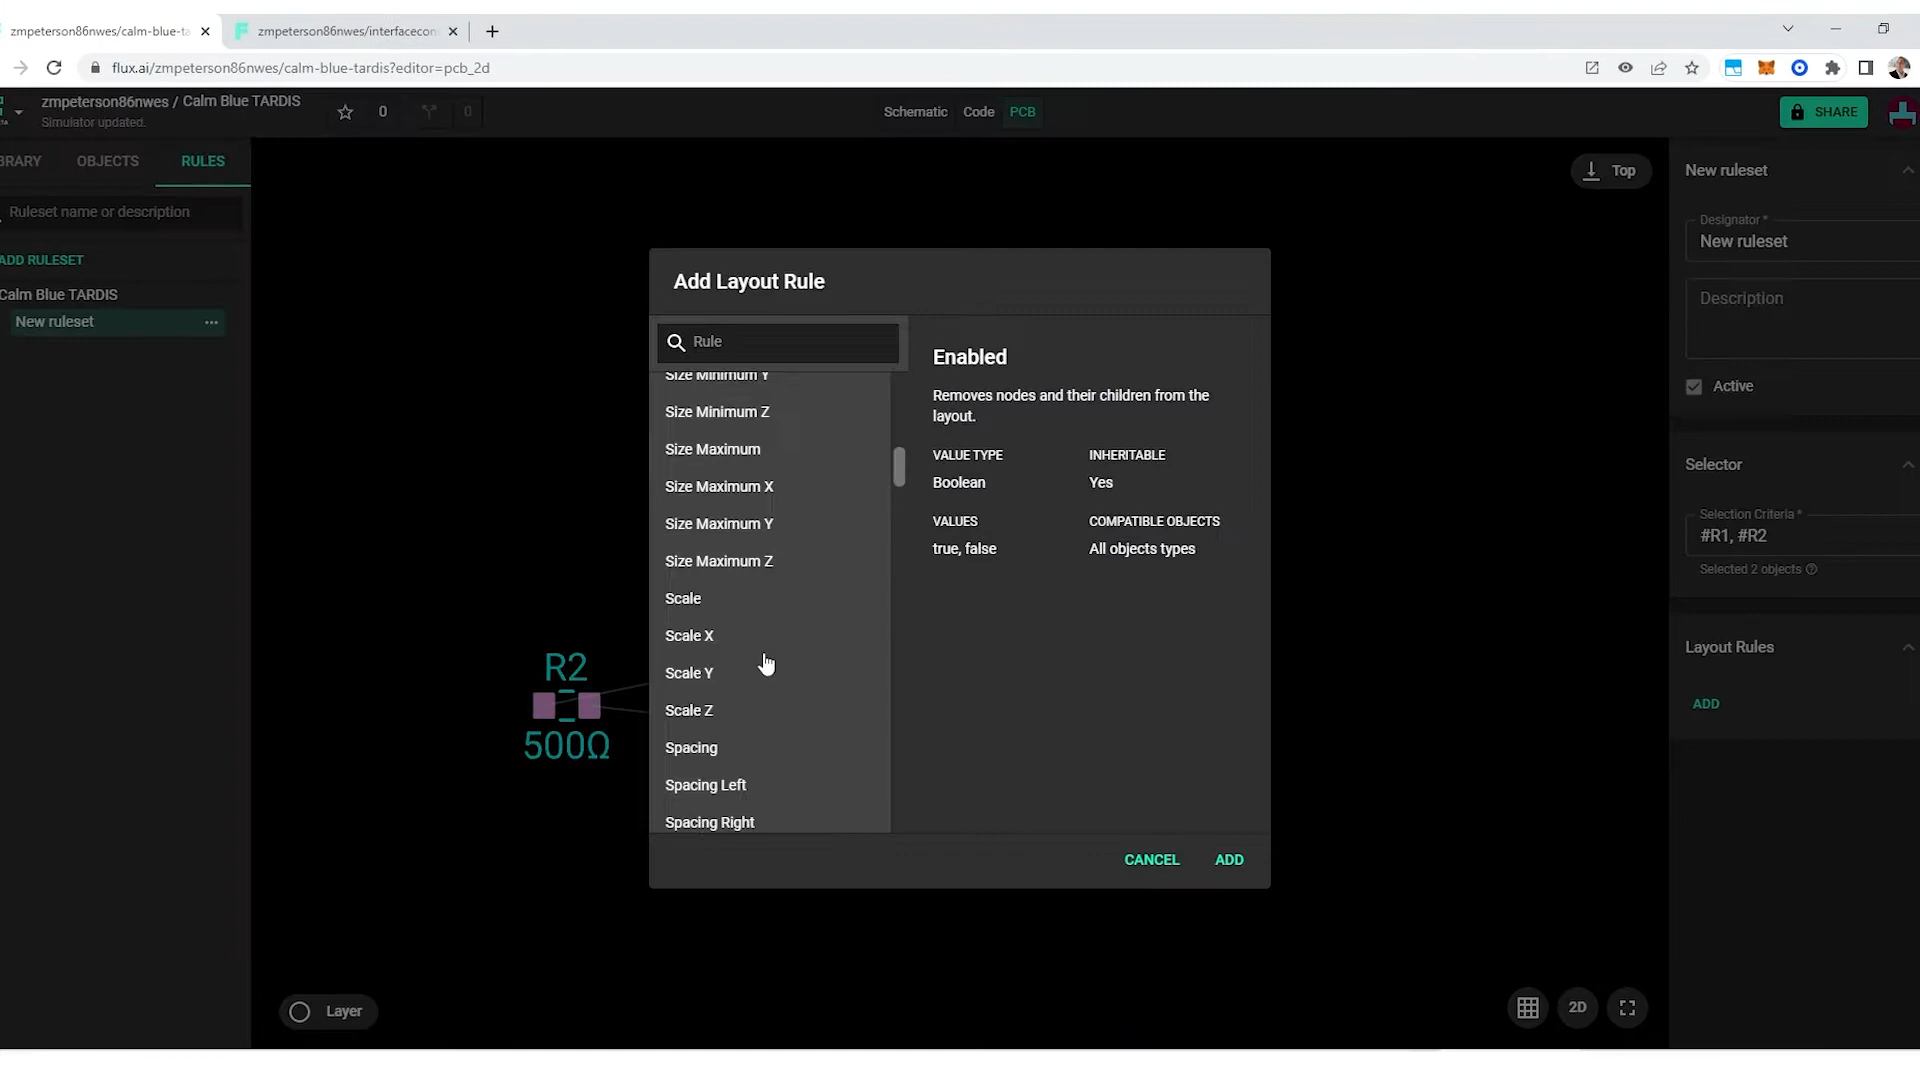 zmpeterson86nwes/calm-blue-ta
zmpeterson86nwes/interfacecon
flux.ai/zmpeterson86nwes/calm-blue-tardis?editor=pcb_2d
zmpeterson86nwes / Calm Blue TARDIS
Simulator updated.
0
0
Schematic
Code
PCB
SHARE
BRARY
OBJECTS
RULES
Ruleset name or description
ADD RULESET
Calm Blue TARDIS
New ruleset
Top
R2
500Ω
Add Layout Rule
Rule
Size Minimum Y
Size Minimum Z
Size Maximum
Size Maximum X
Size Maximum Y
Size Maximum Z
Scale
Scale X
Scale Y
Scale Z
Spacing
Spacing Left
Spacing Right
Enabled
Removes nodes and their children from the
layout.
VALUE TYPE INHERITABLE
Boolean Yes
VALUES COMPATIBLE OBJECTS
true, false All objects types
CANCEL
ADD
New ruleset
Designator *
New ruleset
Description
Active
Selector
Selection Criteria *
#R1, #R2
Selected 2 objects
Layout Rules
ADD
Layer
2D